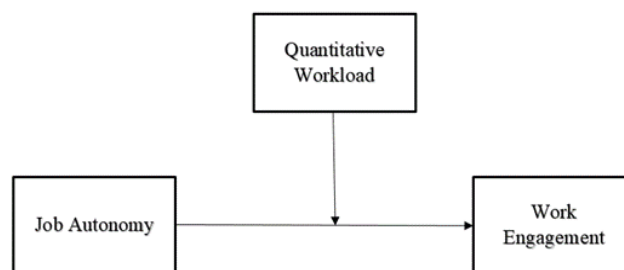 Quantitative
Workload
Job Autonomy
Work
Engagement